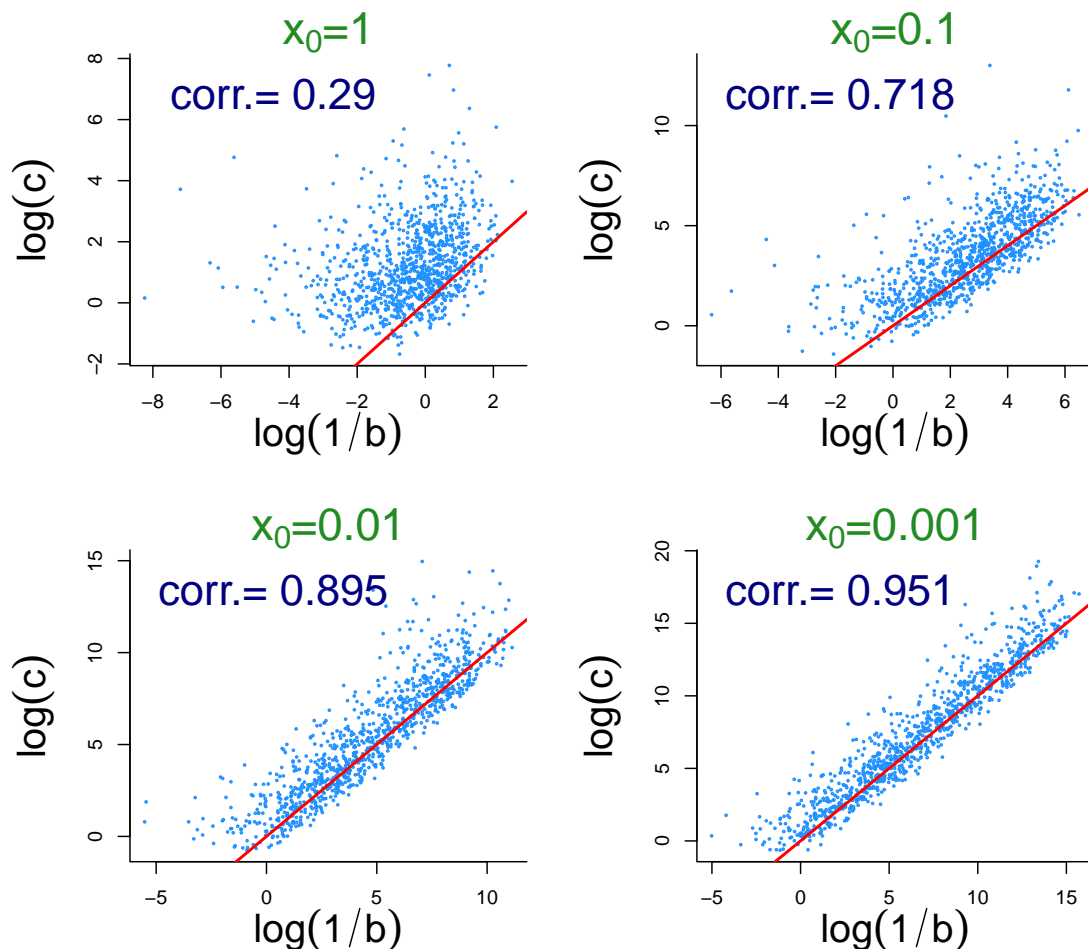 x₀=1
corr.= 0.29
8
6
4
2
0
−2
log(c)
−8 −6 −4 −2 0 2
log(1/b)
x₀=0.1
corr.= 0.718
10
5
0
log(c)
−6 −4 −2 0 2 4 6
log(1/b)
x₀=0.01
corr.= 0.895
15
10
5
0
log(c)
−5 0 5 10
log(1/b)
x₀=0.001
corr.= 0.951
20
15
10
5
0
log(c)
−5 0 5 10 15
log(1/b)